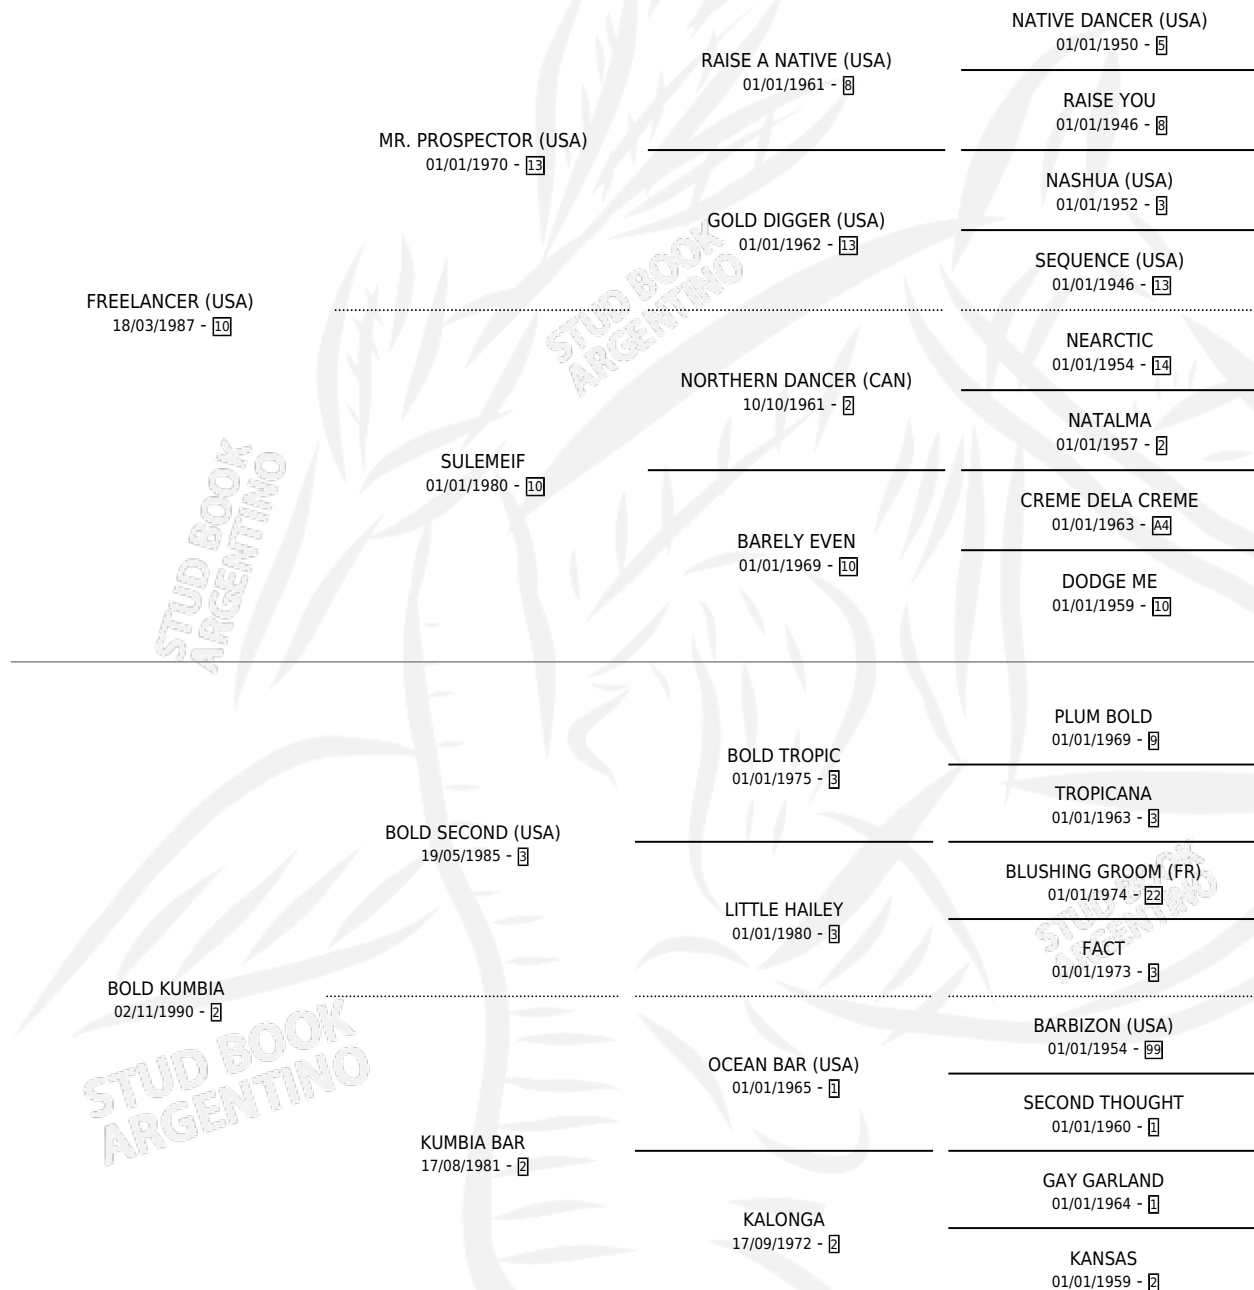 NATIVE DANCER (USA)
01/01/1950 - 5
RAISE A NATIVE (USA)
01/01/1961 - 8
RAISE YOU
01/01/1946 - 8
MR. PROSPECTOR (USA)
01/01/1970 - 13
NASHUA (USA)
01/01/1952 - 3
GOLD DIGGER (USA)
01/01/1962 - 13
SEQUENCE (USA)
01/01/1946 - 13
FREELANCER (USA)
18/03/1987 - 10
STUD BOOK
ARGENTINO
NEARCTIC
01/01/1954 - 14
NORTHERN DANCER (CAN)
10/10/1961 - 2
NATALMA
01/01/1957 - 2
SULEMEIF
01/01/1980 - 10
CREME DELA CREME
01/01/1963 - A4
BARELY EVEN
01/01/1969 - 10
DODGE ME
01/01/1959 - 10
STUD BOOK
ARGENTINO
PLUM BOLD
01/01/1969 - 9
BOLD TROPIC
01/01/1975 - 3
TROPICANA
01/01/1963 - 3
BOLD SECOND (USA)
19/05/1985 - 3
BLUSHING GROOM (FR)
01/01/1974 - 22
LITTLE HAILEY
01/01/1980 - 3
STUD BOOK
ARGENTINO
FACT
01/01/1973 - 3
BOLD KUMBIA
02/11/1990 - 2
STUD BOOK
ARGENTINO
BARBIZON (USA)
01/01/1954 - 99
OCEAN BAR (USA)
01/01/1965 - 1
SECOND THOUGHT
01/01/1960 - 1
KUMBIA BAR
17/08/1981 - 2
GAY GARLAND
01/01/1964 - 1
KALONGA
17/09/1972 - 2
KANSAS
01/01/1959 - 2